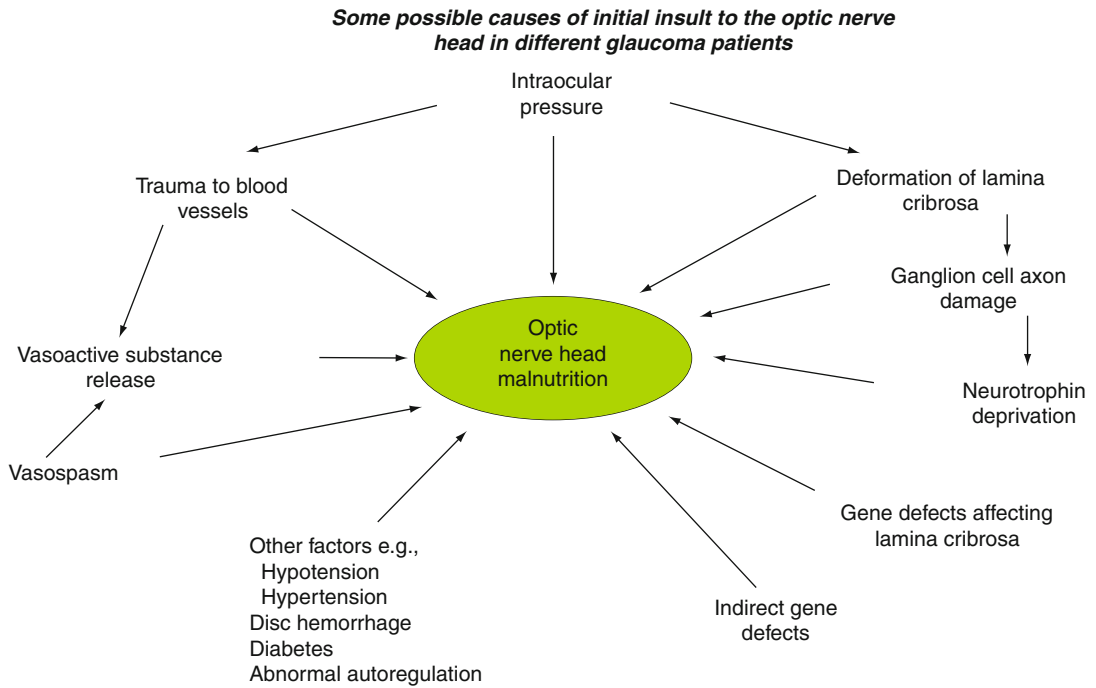 Some possible causes of initial insult to the optic nerve
head in different glaucoma patients
Intraocular
pressure
Trauma to blood
vessels
Deformation of lamina
cribrosa
Ganglion cell axon
damage
Optic
nerve head
malnutrition
Vasoactive substance
release
Neurotrophin
deprivation
Vasospasm
Gene defects affecting
lamina cribrosa
Other factors e.g.,
Hypotension
Hypertension
Disc hemorrhage
Diabetes
Abnormal autoregulation
Indirect gene
defects